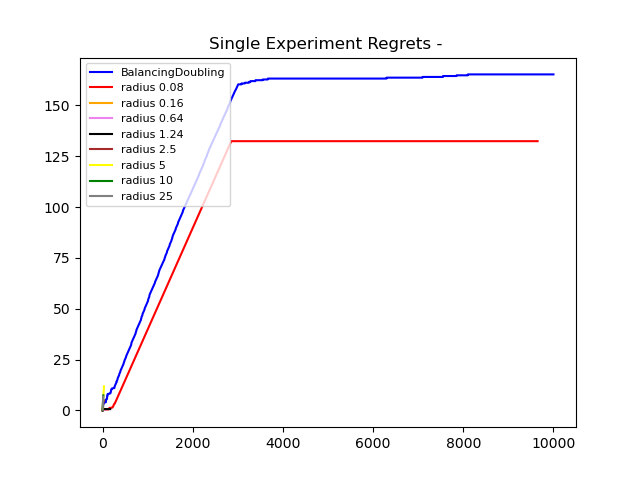 Single Experiment Regrets -
BalancingDoubling
radius 0.08
radius 0.16
radius 0.64
radius 1.24
radius 2.5
radius 5
radius 10
radius 25
150
125
100
75
50
25
0
0 2000 4000 6000 8000 10000